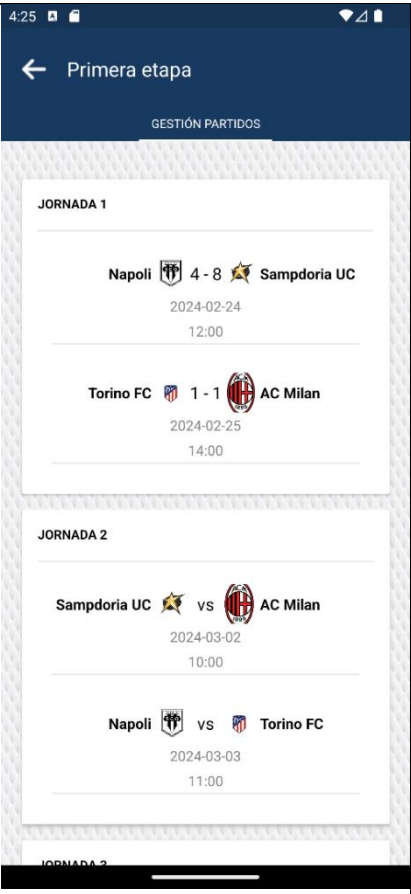 4:25
Primera etapa
GESTIÓN PARTIDOS
JORNADA 1
Napoli 4 - 8 Sampdoria UC
2024-02-24
12:00
Torino FC 1 - 1 AC Milan
2024-02-25
14:00
JORNADA 2
Sampdoria UC vs AC Milan
2024-03-02
10:00
Napoli vs Torino FC
2024-03-03
11:00
JORNADA 3